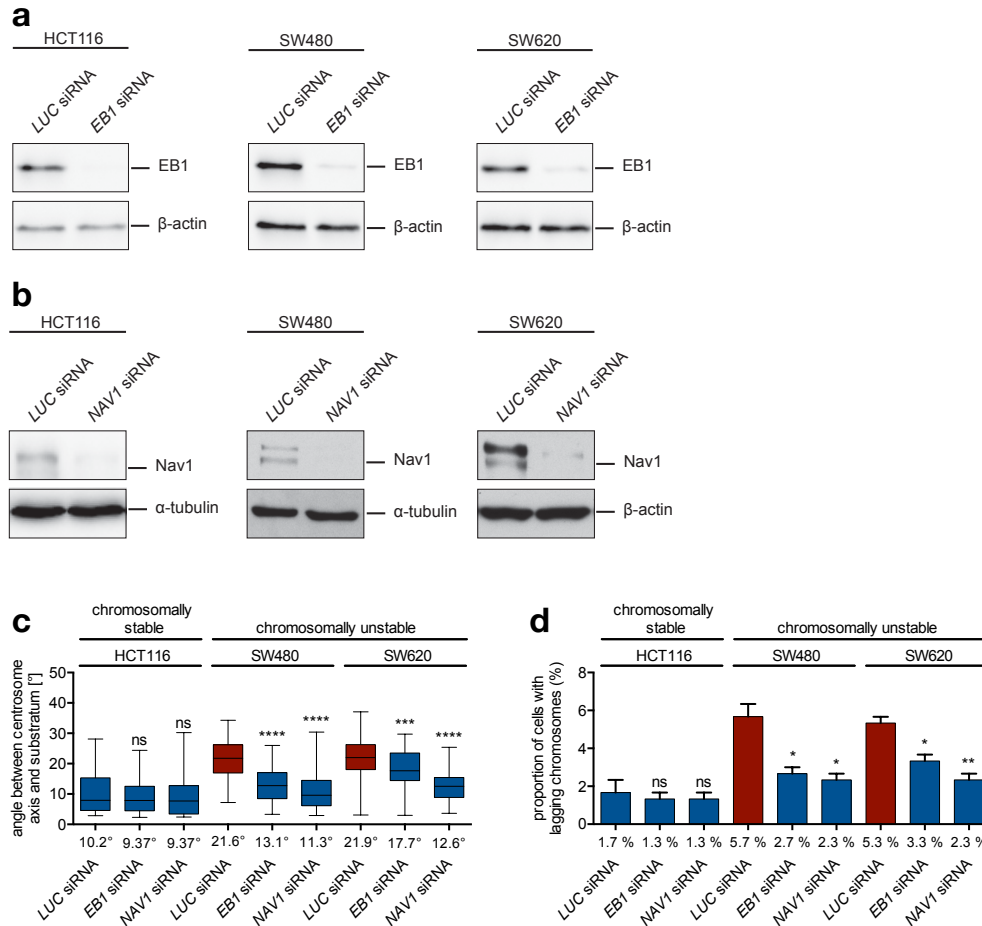 a
HCT116 SW480 SW620
LUC siRNA EB1 siRNA LUC siRNA EB1 siRNA LUC siRNA EB1 siRNA
EB1 EB1 EB1
β-actin β-actin β-actin
b
HCT116 SW480 SW620
LUC siRNA NAV1 siRNA LUC siRNA NAV1 siRNA LUC siRNA NAV1 siRNA
Nav1 Nav1 Nav1
α-tubulin α-tubulin β-actin
c
chromosomally
stable
chromosomally unstable
HCT116 SW480 SW620
angle between centrosome
axis and substratum [°]
50
40
30
20
10
0
ns ns **** **** *** ****
10.2° 9.37° 9.37° 21.6° 13.1° 11.3° 21.9° 17.7° 12.6°
LUC siRNA EB1 siRNA NAV1 siRNA LUC siRNA EB1 siRNA NAV1 siRNA LUC siRNA EB1 siRNA NAV1 siRNA
d
chromosomally
stable
chromosomally unstable
HCT116 SW480 SW620
proportion of cells with
lagging chromosomes (%)
8
6
4
2
0
ns ns * * * **
1.7 % 1.3 % 1.3 % 5.7 % 2.7 % 2.3 % 5.3 % 3.3 % 2.3 %
LUC siRNA EB1 siRNA NAV1 siRNA LUC siRNA EB1 siRNA NAV1 siRNA LUC siRNA EB1 siRNA NAV1 siRNA